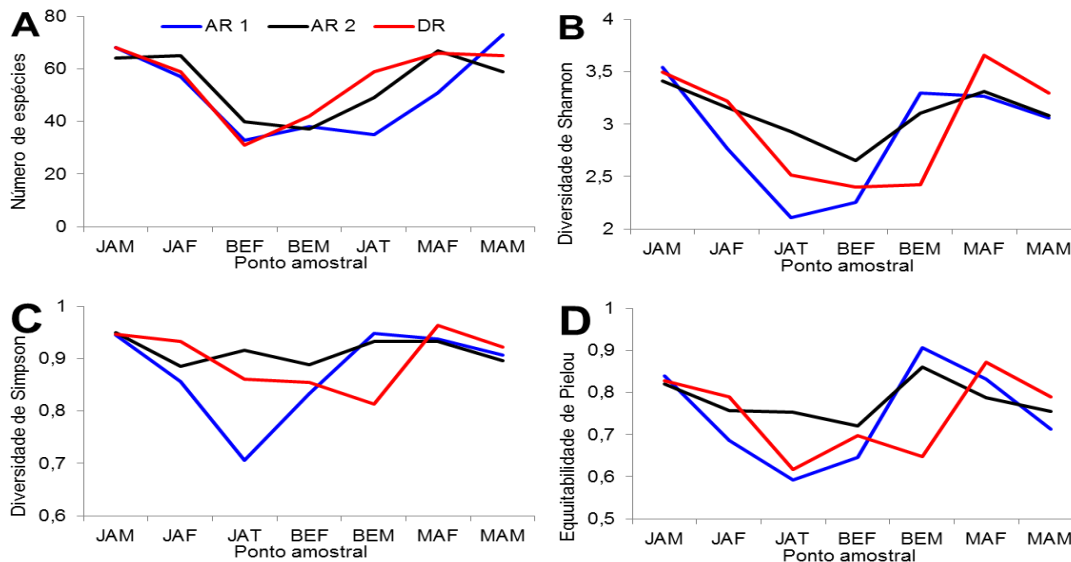 A
AR 1 AR 2 DR
Número de espécies
80
60
40
20
0
JAM JAF BEF BEM JAT MAF MAM
Ponto amostral
B
Diversidade de Shannon
4
3,5
3
2,5
2
JAM JAF JAT BEF BEM MAF MAM
Ponto amostral
C
Diversidade de Simpson
1
0,9
0,8
0,7
0,6
JAM JAF JAT BEF BEM MAF MAM
Ponto amostral
D
Equuitabilidade de Pielou
1
0,9
0,8
0,7
0,6
0,5
JAM JAF JAT BEF BEM MAF MAM
Ponto amostral